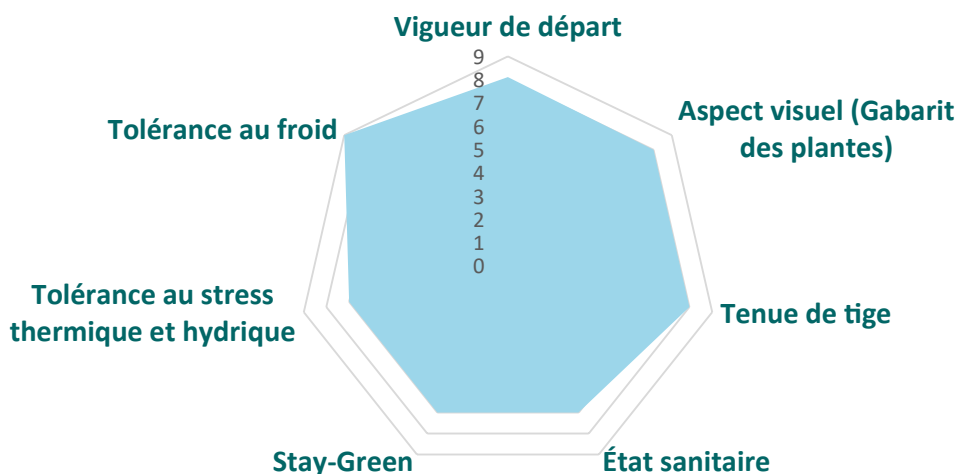 Vigueur de départ
9
8
7
6
5
4
3
2
1
0
Aspect visuel (Gabarit
des plantes)
Tenue de tige
État sanitaire
Stay-Green
Tolérance au stress
thermique et hydrique
Tolérance au froid